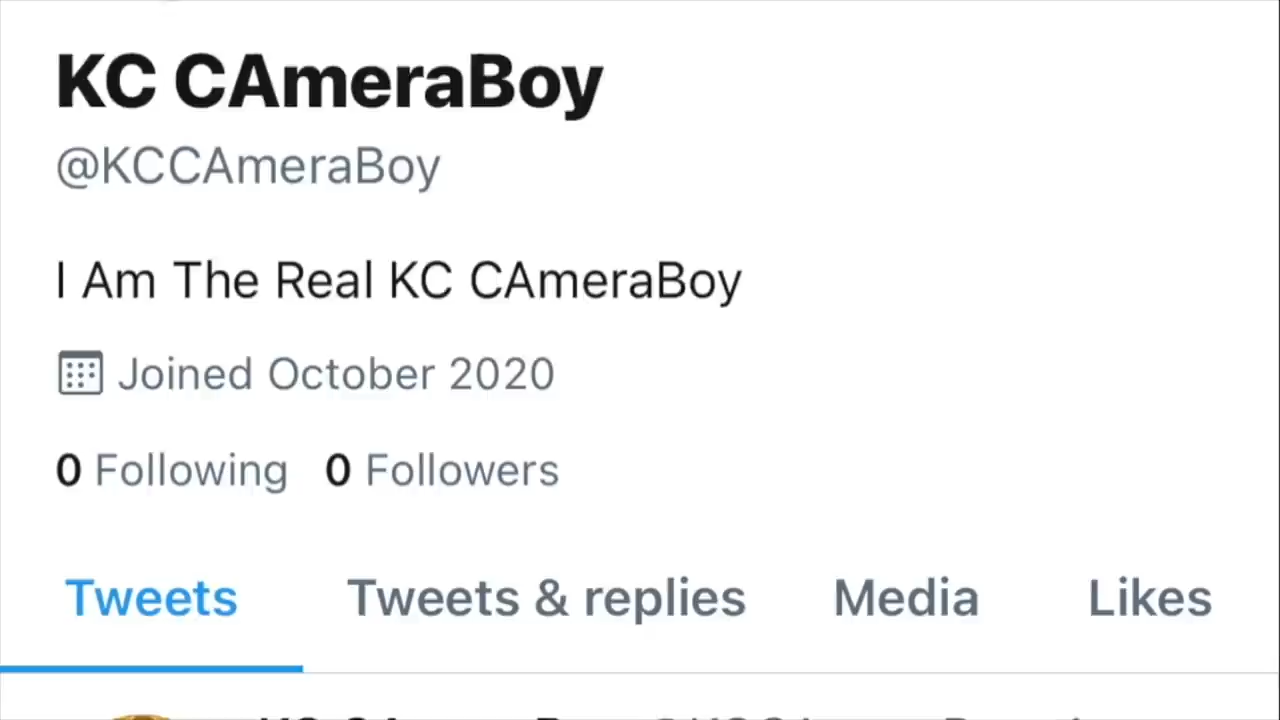 KC CAmeraBoy
@KCCAmeraBoy
I Am The Real KC CAmeraBoy
Joined October 2020
0 Following 0 Followers
Tweets Tweets & replies Media Likes